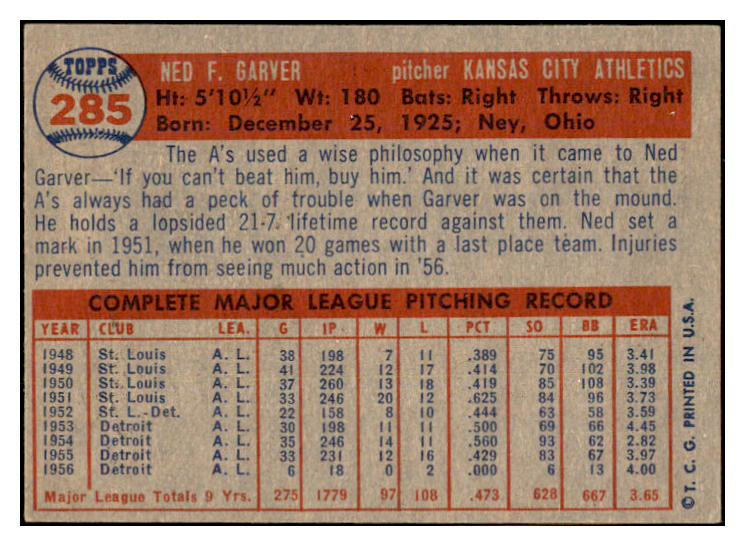 TOPPS
285
NED F. GARVER pitcher KANSAS CITY ATHLETICS
Ht: 5'10½" Wt: 180 Bats: Right Throws: Right
Born: December 25, 1925; Ney, Ohio
The A's used a wise philosophy when it came to Ned
Garver—'If you can't beat him, buy him.' And it was certain that the
A's always had a peck of trouble when Garver was on the mound.
He holds a lopsided 21-7 lifetime record against them. Ned set a
mark in 1951, when he won 20 games with a last place team. Injuries
prevented him from seeing much action in '56.
COMPLETE MAJOR LEAGUE PITCHING RECORD
YEAR CLUB LEA. G IP W L PCT SO BB ERA
1948 St. Louis A. L. 38 198 7 11 .389 75 95 3.41
1949 St. Louis A. L. 41 224 12 17 .414 70 102 3.98
1950 St. Louis A. L. 37 260 13 18 .419 85 108 3.39
1951 St. Louis A. L. 33 246 20 12 .625 84 96 3.73
1952 St. L.-Det. A. L. 22 158 8 10 .444 63 58 3.59
1953 Detroit A. L. 30 198 11 11 .500 69 66 4.45
1954 Detroit A. L. 35 246 14 11 .560 93 62 2.82
1955 Detroit A. L. 33 231 12 16 .429 83 67 3.97
1956 Detroit A. L. 6 18 0 2 .000 6 13 4.00
Major League Totals 9 Yrs. 275 1779 97 108 .473 628 667 3.65
© T. C. G. PRINTED IN U.S.A.